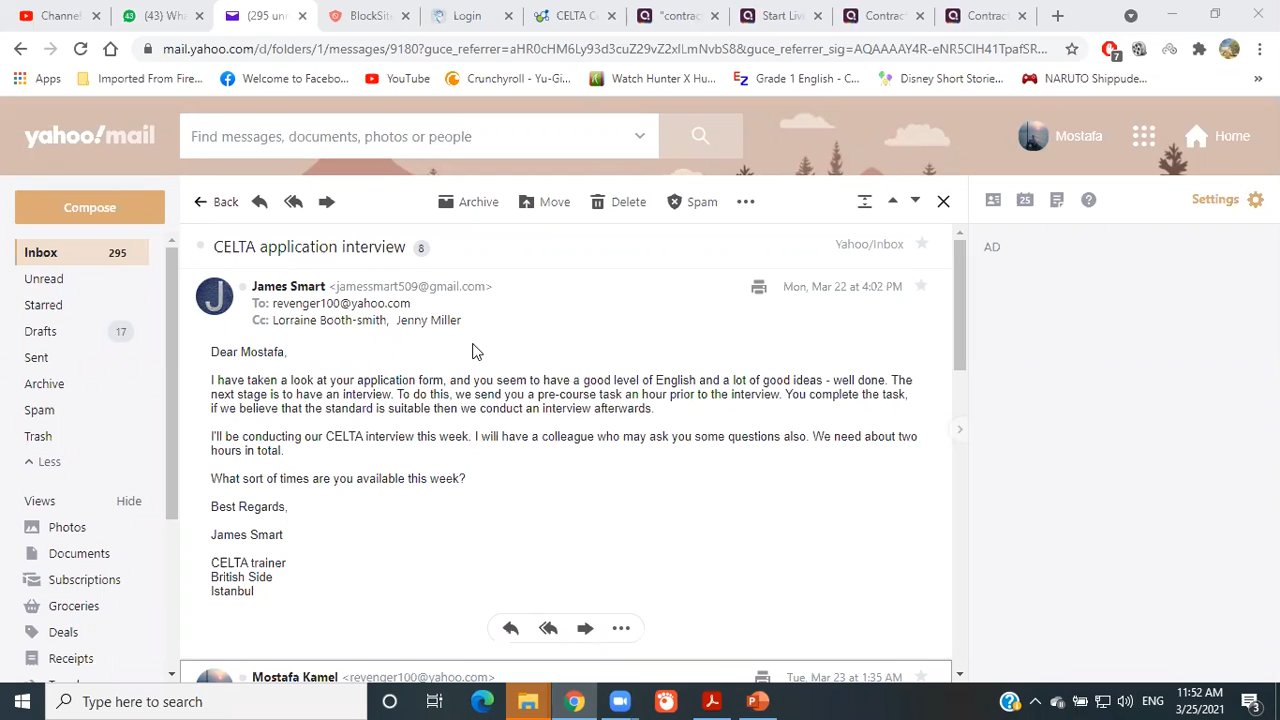 Channel
(43) Wha
(295 unr
BlockSite
Login
CELTA C
"contrac
Start Liv
Contrac
Contrac
mail.yahoo.com/d/folders/1/messages/9180?guce_referrer=
Apps
Imported From Fire...
Welcome to Facebo...
YouTube
Crunchyroll - Yu-Gi...
Watch Hunter X Hu...
Grade 1 English - C...
Disney Short Storie...
NARUTO Shippude...
»
yahoo!mail
Find messages, documents, photos or people
Mostafa
Home
Compose
Back
Archive
Move
Delete
Spam
Settings
Inbox 295
Unread
Starred
Drafts 17
Sent
Archive
Spam
Trash
Less
Views Hide
Photos
Documents
Subscriptions
Groceries
Deals
Receipts
CELTA application interview 8
Yahoo/Inbox
AD
James Smart <jamessmart509@gmail.com>
Mon, Mar 22 at 4:02 PM
To: revenger100@yahoo.com
Cc: Lorraine Booth-smith, Jenny Miller
Dear Mostafa,
I have taken a look at your application form, and you seem to have a good level of English and a lot of good ideas - well done. The
next stage is to have an interview. To do this, we send you a pre-course task an hour prior to the interview. You complete the task,
if we believe that the standard is suitable then we conduct an interview afterwards.
I'll be conducting our CELTA interview this week. I will have a colleague who may ask you some questions also. We need about two
hours in total.
What sort of times are you available this week?
Best Regards,
James Smart
CELTA trainer
British Side
Istanbul
Mostafa Kamel <revenger100@yahoo.com>
Tue, Mar 23 at 1:35 AM
Type here to search
ENG
11:52 AM
3/25/2021
3
7
25
J